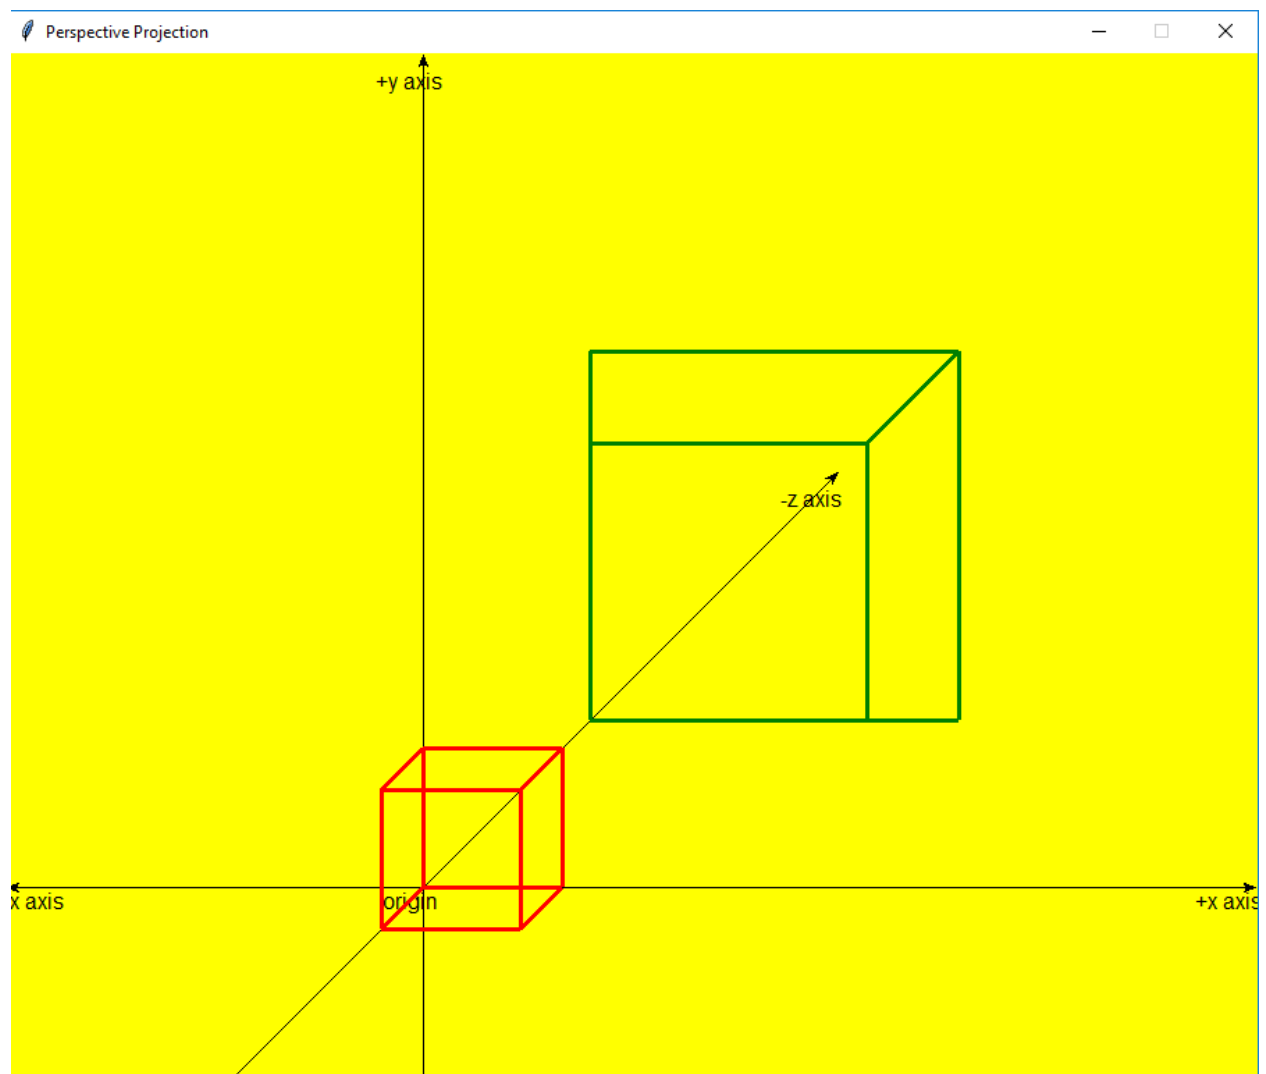 Perspective Projection
+y axis
-z axis
x axis
origin
+x axis